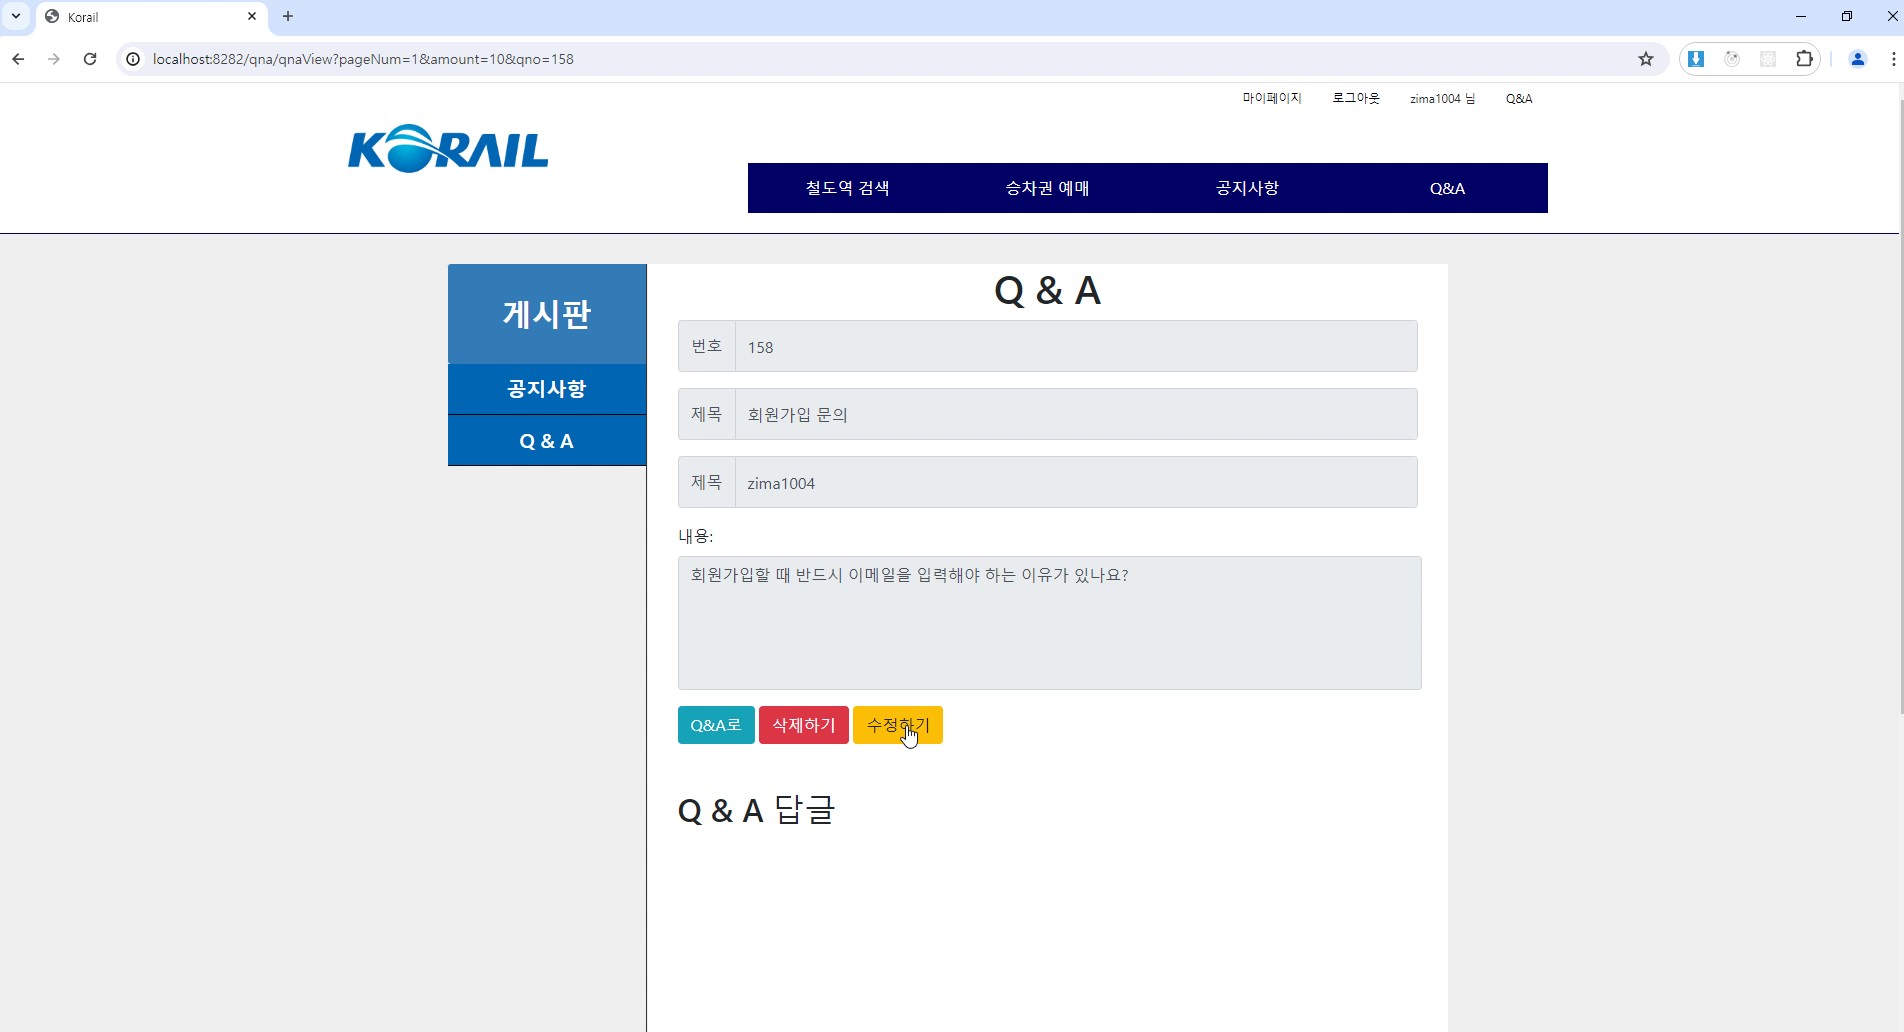 Korail
localhost:8282/qna/qnaView?pageNum=1&amount=10&qno=158
마이페이지 로그아웃 zima1004 님 Q&A
KORAIL
철도역 검색 승차권 예매 공지사항 Q&A
게시판
공지사항
Q & A
Q & A
번호 158
제목 회원가입 문의
제목 zima1004
내용:
회원가입할 때 반드시 이메일을 입력해야 하는 이유가 있나요?
Q&A로 삭제하기 수정하기
Q & A 답글